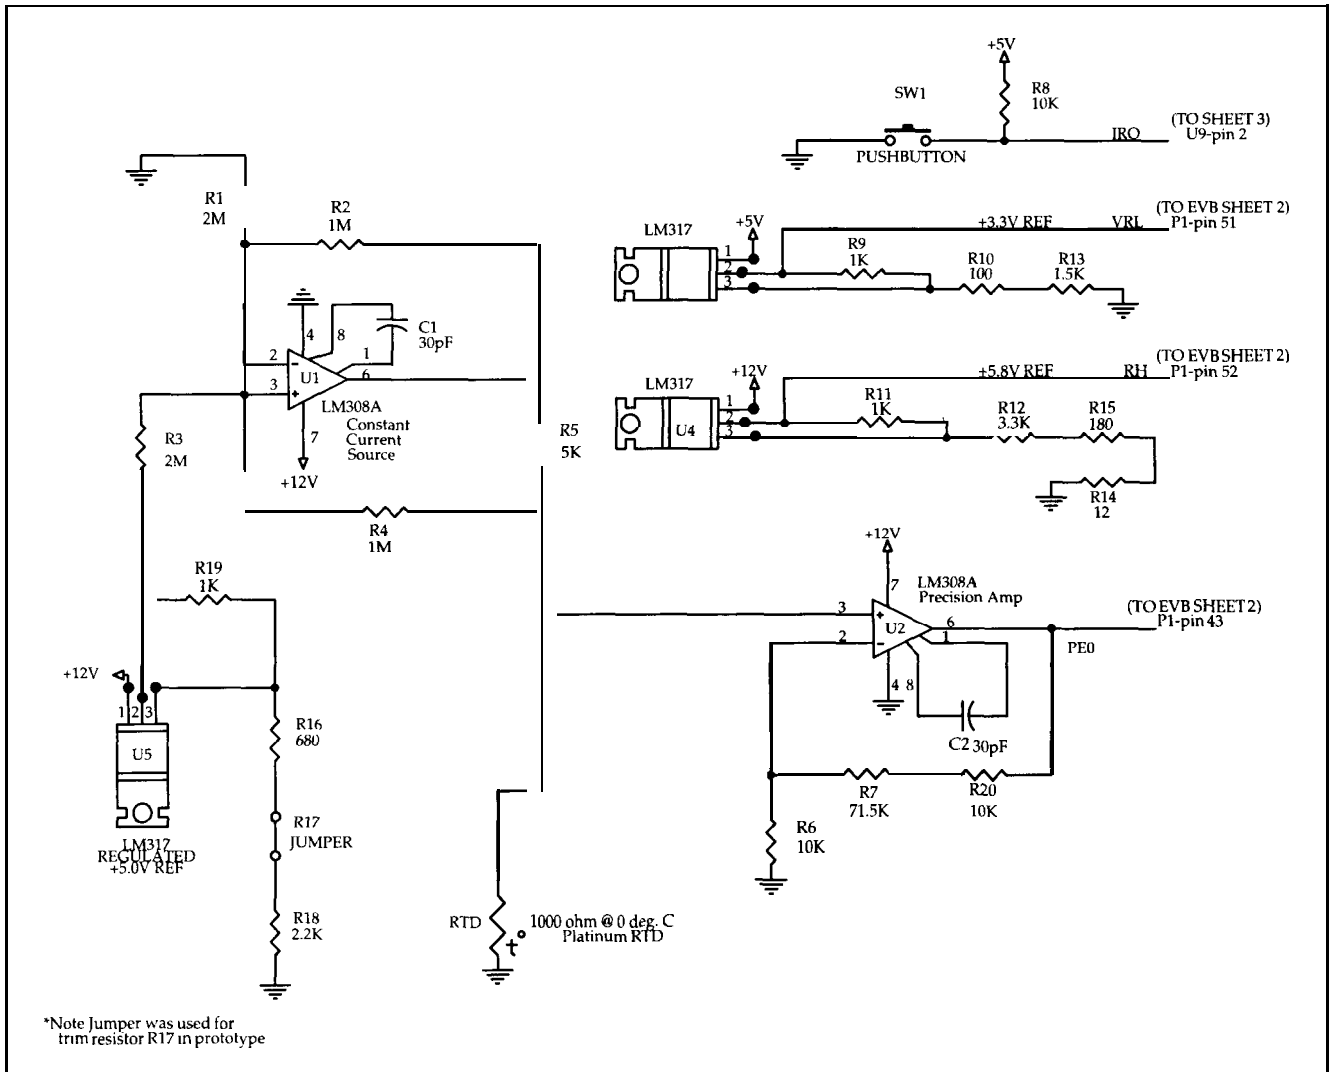 +5V
R8
10K
SW1
PUSHBUTTON
IRO
(TO SHEET 3)
U9-pin 2
R1
2M
R2
1M
4
8
C1
30pF
1
2
3
6
U1
LM308A
Constant
Current
Source
7
+12V
R3
2M
R4
1M
R5
5K
LM317
+5V
1
2
3
R9
1K
+3.3V REF
VRL
(TO EVB SHEET 2)
P1-pin 51
R10
100
R13
1.5K
LM317
U4
+12V
1
2
3
R11
1K
+5.8V REF
RH
(TO EVB SHEET 2)
P1-pin 52
R12
3.3K
R15
180
R14
12
+12V
7
LM308A
Precision Amp
3
2
U2
6
1
4
8
PE0
(TO EVB SHEET 2)
P1-pin 43
C2 30pF
R7
71.5K
R20
10K
R6
10K
R19
1K
+12V
1
2
3
U5
LM317
REGULATED
+5.0V REF
R16
680
R17
JUMPER
R18
2.2K
RTD
t°
1000 ohm @ 0 deg. C
Platinum RTD
*Note Jumper was used for
trim resistor R17 in prototype